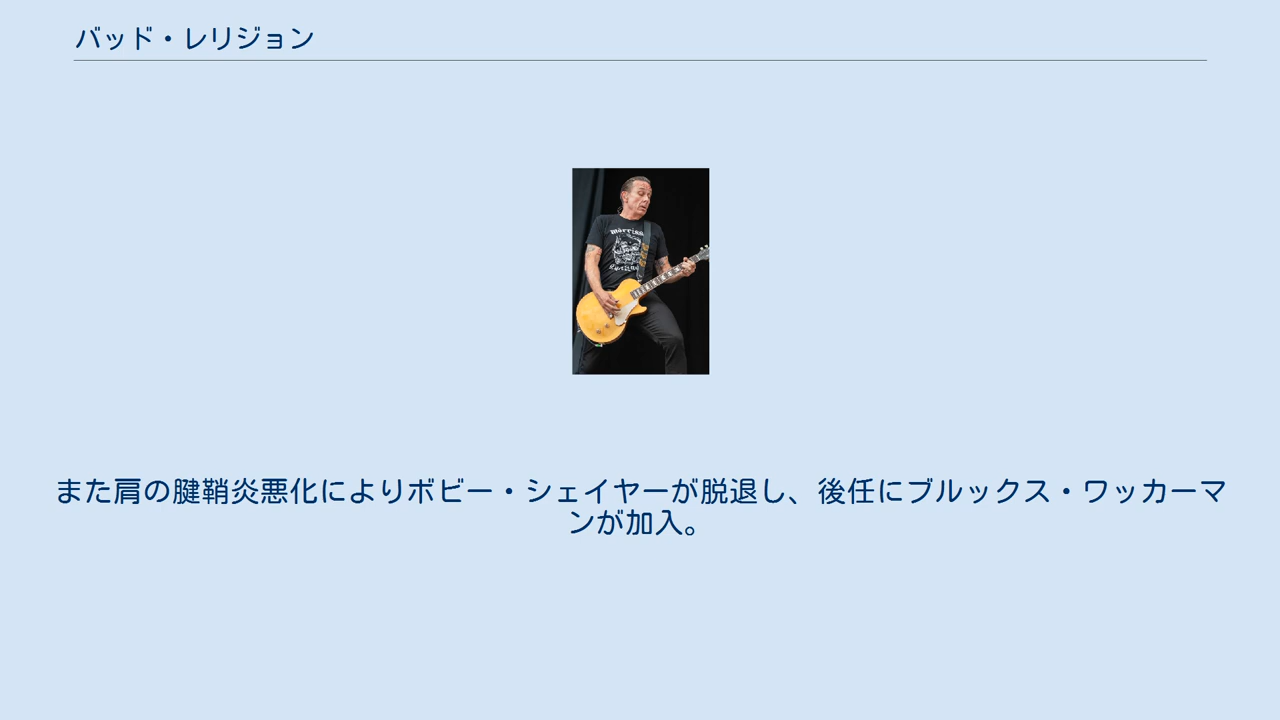 バッド・レリジョン
また肩の腱鞘炎悪化によりボビー・シェイヤーが脱退し、後任にブルックス・ワッカーマ
ンが加入。